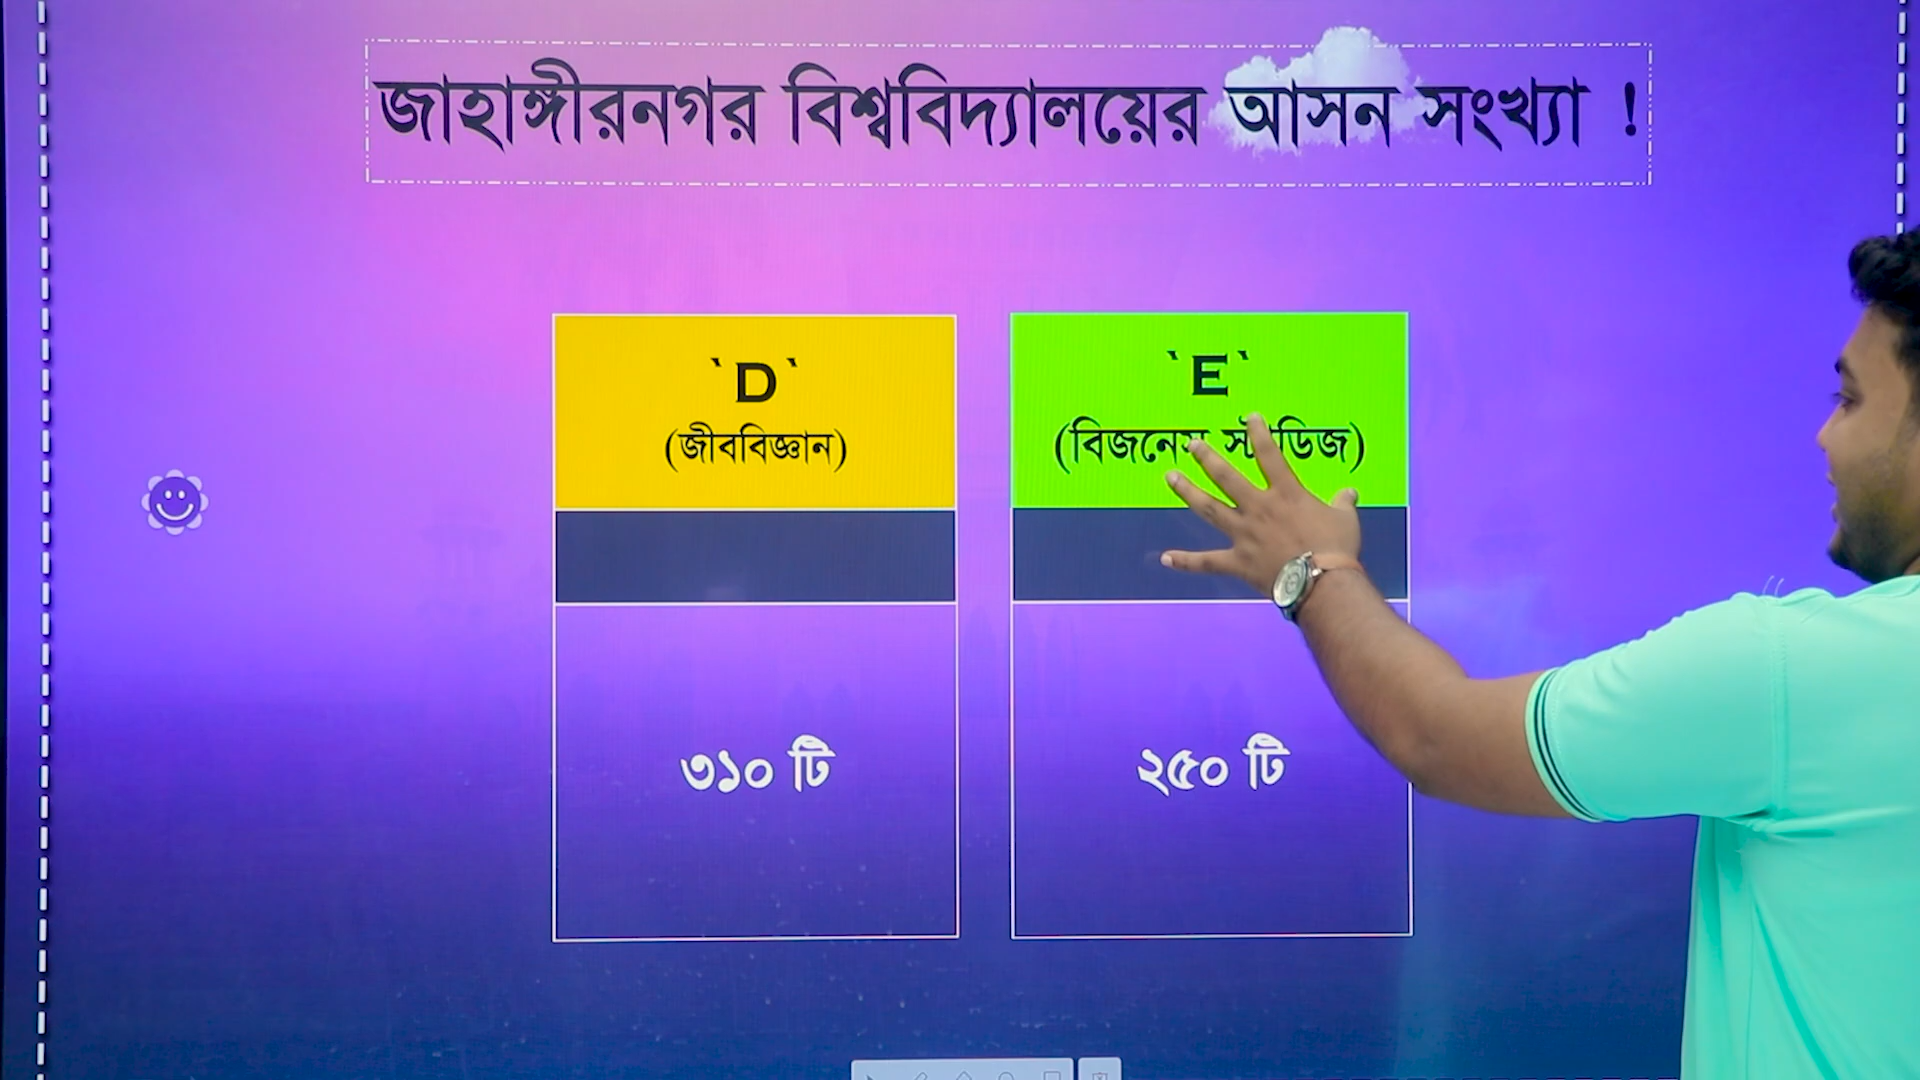 জাহাঙ্গীরনগর বিশ্ববিদ্যালয়ের আসন সংখ্যা !
`D`
(জীববিজ্ঞান)
`E`
(বিজনেস স্টাডিজ)
৩১০ টি
২৫০ টি